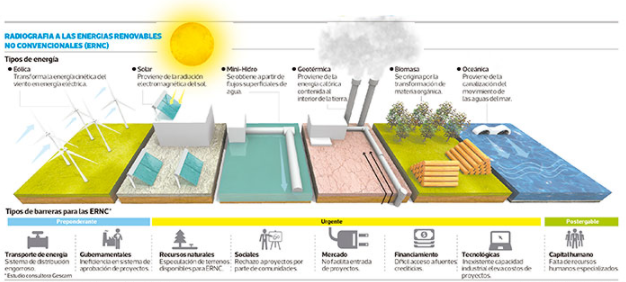 RADIOGRAFIA A LAS ENERGIAS RENOVABLES
NO CONVENCIONALES (ERNC)
Tipos de energía
Eólica
Transforma la energía cinética del
viento en energía eléctrica.
Solar
Proviene de la radiación
electromagnética del sol.
Mini-Hidro
Se obtiene a partir de
flujos superficiales de
agua.
Geotérmica
Proviene de la
energía calórica
contenida al
interior de la tierra.
Biomasa
Se origina por la
transformación de
materia orgánica.
Oceánica
Proviene de la
canalización del
movimiento de
las aguas del mar.
Tipos de barreras para las ERNC*
Preponderante
Urgente
Postergable
Transporte de energía
Sistema de distribución
engorroso.
Gubernamentales
Ineficiencia en sistema de
aprobación de proyectos.
Recursos naturales
Especulación de terrenos
disponibles para ERNC.
Sociales
Rechazo a proyectos por
parte de comunidades.
Mercado
No facilita entrada
de proyectos.
Financiamiento
Difícil acceso a fuentes
crediticias.
Tecnológicas
Inexistente capacidad
industrial eleva costos de
proyectos.
Capital humano
Falta de recursos
humanos especializados.
* Estudio consultora Gescam